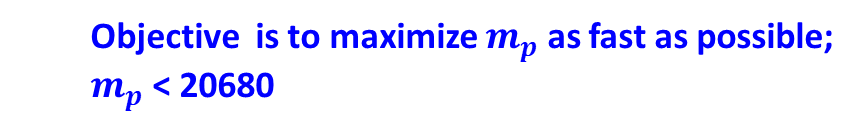 Objective is to maximize m_p as fast as possible;
m_p < 20680